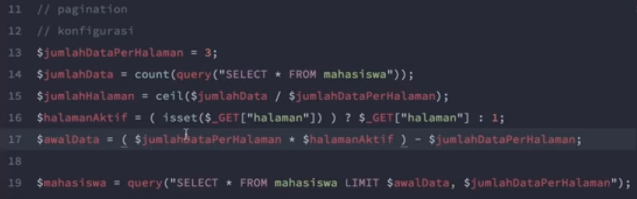 11 // pagination
12 // konfigurasi
13 $jumlahDataPerHalaman = 3;
14 $jumlahData = count(query("SELECT * FROM mahasiswa"));
15 $jumlahHalaman = ceil($jumlahData / $jumlahDataPerHalaman);
16 $halamanAktif = ( isset($_GET["halaman"]) ) ? $_GET["halaman"] : 1;
17 $awalData = ( $jumlahDataPerHalaman * $halamanAktif ) - $jumlahDataPerHalaman;
18
19 $mahasiswa = query("SELECT * FROM mahasiswa LIMIT $awalData, $jumlahDataPerHalaman");